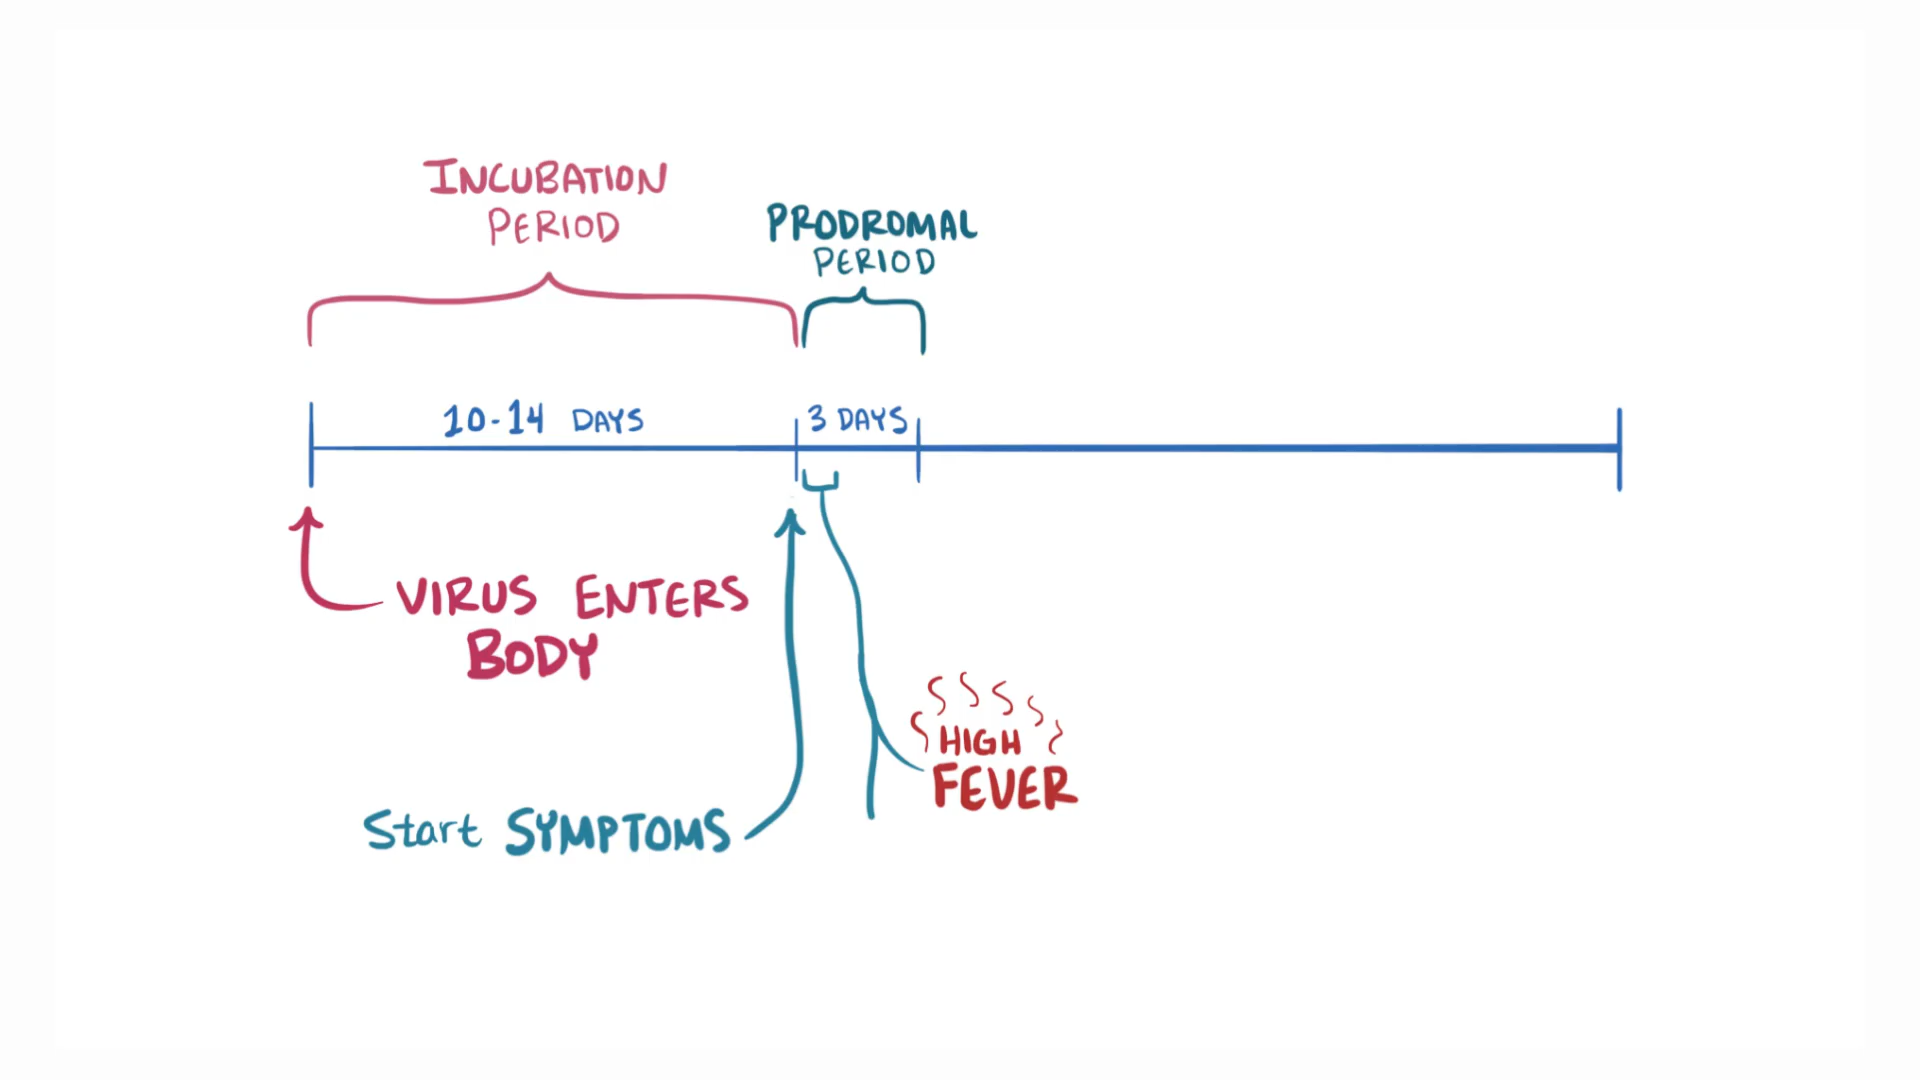 INCUBATION
PERIOD
PRODROMAL
PERIOD
10-14 DAYS
3 DAYS
VIRUS ENTERS
BODY
HIGH
FEVER
Start SYMPTOMS